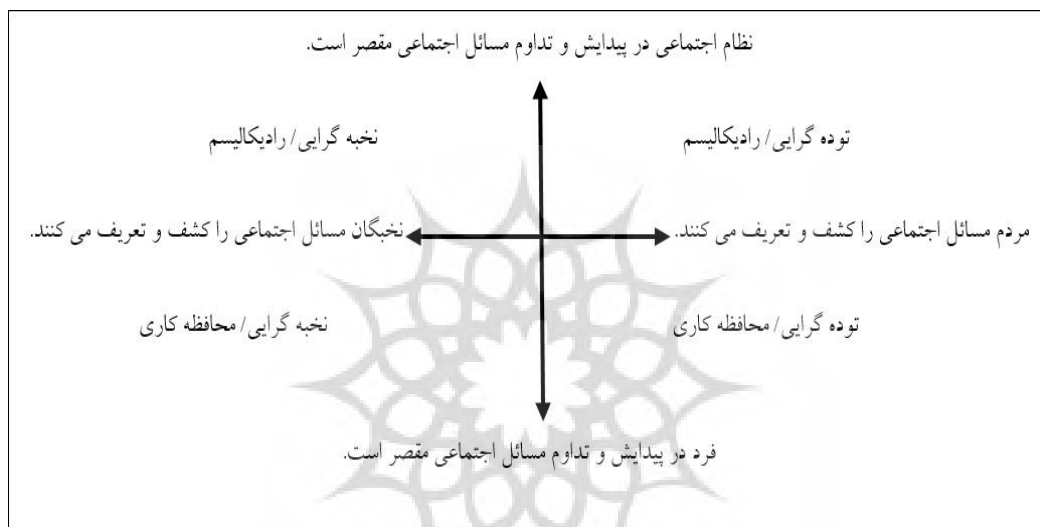 نظام اجتماعی در پیدایش و تداوم مسائل اجتماعی مقصر است.
توده گرایی/ رادیکالیسم
نخبه گرایی/ رادیکالیسم
مردم مسائل اجتماعی را کشف و تعریف می کنند.
نخبگان مسائل اجتماعی را کشف و تعریف می کنند.
توده گرایی/ محافظه کاری
نخبه گرایی/ محافظه کاری
فرد در پیدایش و تداوم مسائل اجتماعی مقصر است.